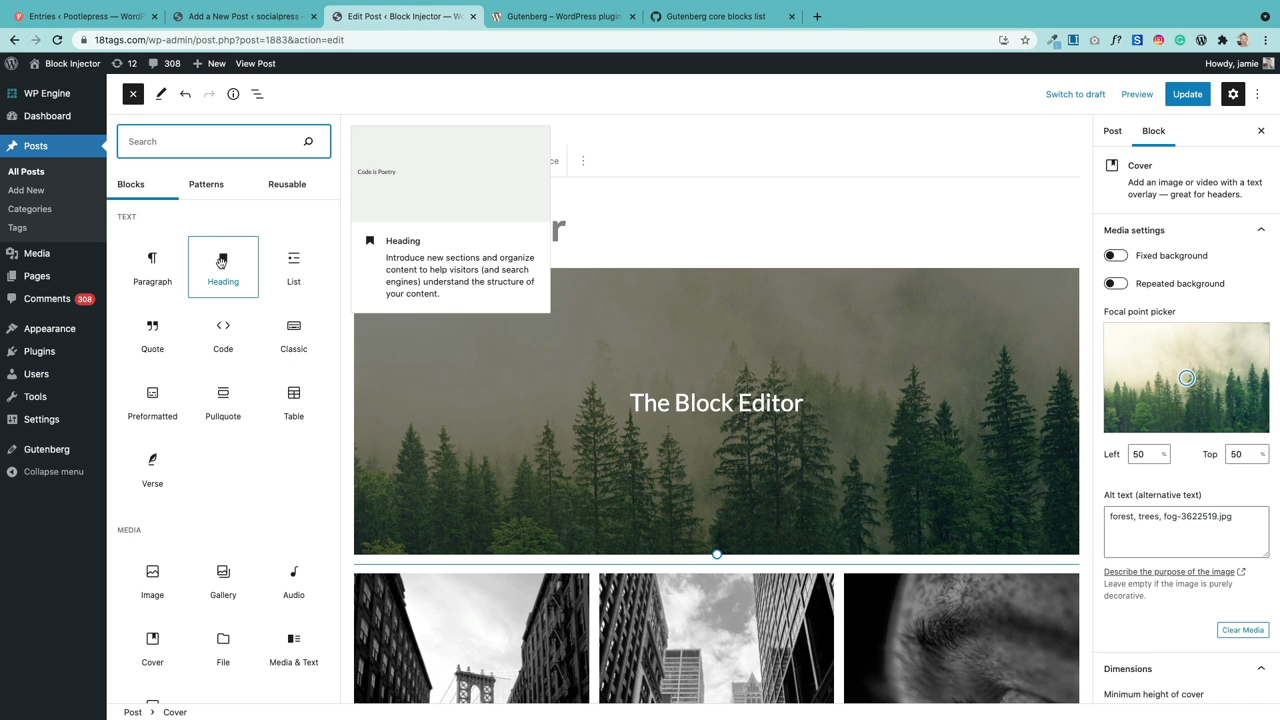 Entries ‹ Pootlepress — WordP
Add a New Post ‹ socialpress –
Edit Post ‹ Block Injector — Wo
Gutenberg – WordPress plugin
Gutenberg core blocks list
18tags.com/wp-admin/post.php?post=1883&action=edit
Block Injector
12
308
New
View Post
Howdy, jamie
WP Engine
Dashboard
Posts
All Posts
Add New
Categories
Tags
Media
Pages
Comments 308
Appearance
Plugins
Users
Tools
Settings
Gutenberg
Collapse menu
Switch to draft
Preview
Update
Search
Blocks
Patterns
Reusable
TEXT
Paragraph
Heading
List
Quote
Code
Classic
Preformatted
Pullquote
Table
Verse
MEDIA
Image
Gallery
Audio
Cover
File
Media & Text
Code is Poetry
ce
r
Heading
Introduce new sections and organize
content to help visitors (and search
engines) understand the structure of
your content.
The Block Editor
Post
Block
Cover
Add an image or video with a text
overlay — great for headers.
Media settings
Fixed background
Repeated background
Focal point picker
Left 50 %
Top 50 %
Alt text (alternative text)
forest, trees, fog-3622519.jpg
Describe the purpose of the image
Leave empty if the image is purely
decorative.
Clear Media
Dimensions
Minimum height of cover
Post
Cover